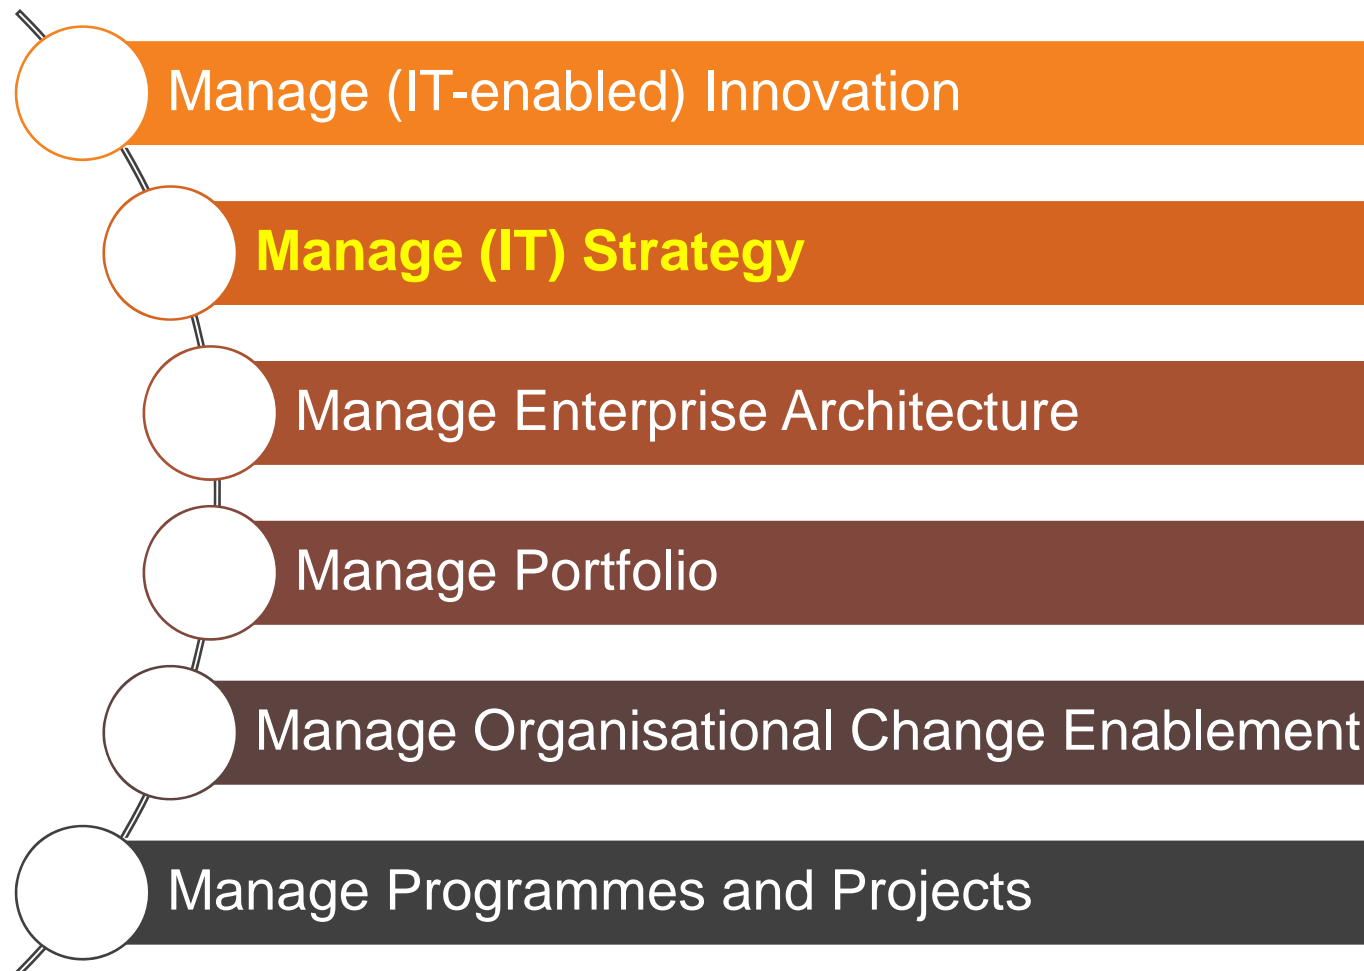 Manage (IT-enabled) Innovation
Manage (IT) Strategy
Manage Enterprise Architecture
Manage Portfolio
Manage Organisational Change Enablement
Manage Programmes and Projects